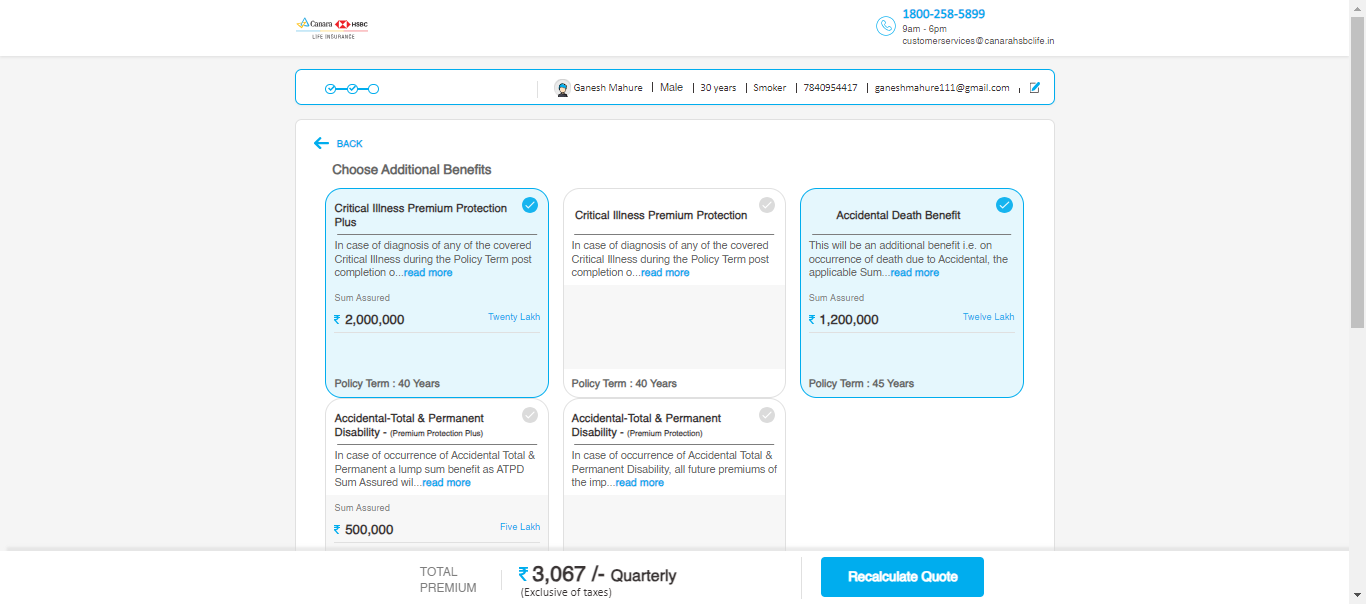 Canara HSBC
LIFE INSURANCE
1800-258-5899
9am - 6pm
customerservices@canarahsbclife.in
Ganesh Mahure | Male | 30 years | Smoker | 7840954417 | ganeshmahure111@gmail.com
BACK
Choose Additional Benefits
Critical Illness Premium Protection
Plus
In case of diagnosis of any of the covered
Critical Illness during the Policy Term post
completion o...read more
Sum Assured
₹ 2,000,000 Twenty Lakh
Policy Term : 40 Years
Critical Illness Premium Protection
In case of diagnosis of any of the covered
Critical Illness during the Policy Term post
completion o...read more
Policy Term : 40 Years
Accidental Death Benefit
This will be an additional benefit i.e. on
occurrence of death due to Accidental, the
applicable Sum...read more
Sum Assured
₹ 1,200,000 Twelve Lakh
Policy Term : 45 Years
Accidental-Total & Permanent
Disability - (Premium Protection Plus)
In case of occurrence of Accidental Total &
Permanent a lump sum benefit as ATPD
Sum Assured wil...read more
Sum Assured
₹ 500,000 Five Lakh
Accidental-Total & Permanent
Disability - (Premium Protection)
In case of occurrence of Accidental Total &
Permanent Disability, all future premiums of
the imp...read more
TOTAL
PREMIUM
₹ 3,067 /- Quarterly
(Exclusive of taxes)
Recalculate Quote